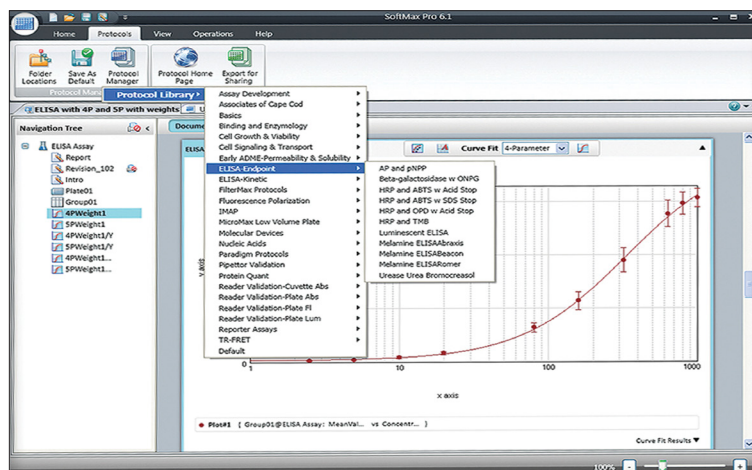 SoftMax Pro 6.1
Home Protocols View Operations Help
Folder Locations
Save As Default
Protocol Manager
Protocol Home Page
Export for Sharing
Protocol Library
ELISA with 4P and 5P with weights
Navigation Tree
ELISA Assay
Report
Revision_102
Intro
Plate01
Group01
4PWeight1
5PWeight1
4PWeight1/Y
5PWeight1/Y
4PWeight1...
5PWeight1...
Assay Development
Associates of Cape Cod
Basics
Binding and Enzymology
Cell Growth & Viability
Cell Signaling & Transport
Early ADME-Permeability & Solubility
ELISA-Endpoint
ELISA-Kinetic
FilterMax Protocols
Fluorescence Polarization
IMAP
MicroMax Low Volume Plate
Molecular Devices
Nucleic Acids
Paradigm Protocols
Pipettor Validation
Protein Quant
Reader Validation-Cuvette Abs
Reader Validation-Plate Abs
Reader Validation-Plate Fl
Reader Validation-Plate Lum
Reporter Assays
TR-FRET
Default
AP and pNPP
Beta-galactosidase w ONPG
HRP and ABTS w Acid Stop
HRP and ABTS w SDS Stop
HRP and OPD w Acid Stop
HRP and TMB
Luminescent ELISA
Melamine ELISAAbraxis
Melamine ELISABeacon
Melamine ELISARomer
Urease Urea Bromocreasol
Curve Fit 4-Parameter
y axis
0
1 10 100 1000
x axis
Plot#1 ( Group01@ELISA Assay: MeanVal... vs Concentr... )
Curve Fit Results
100%